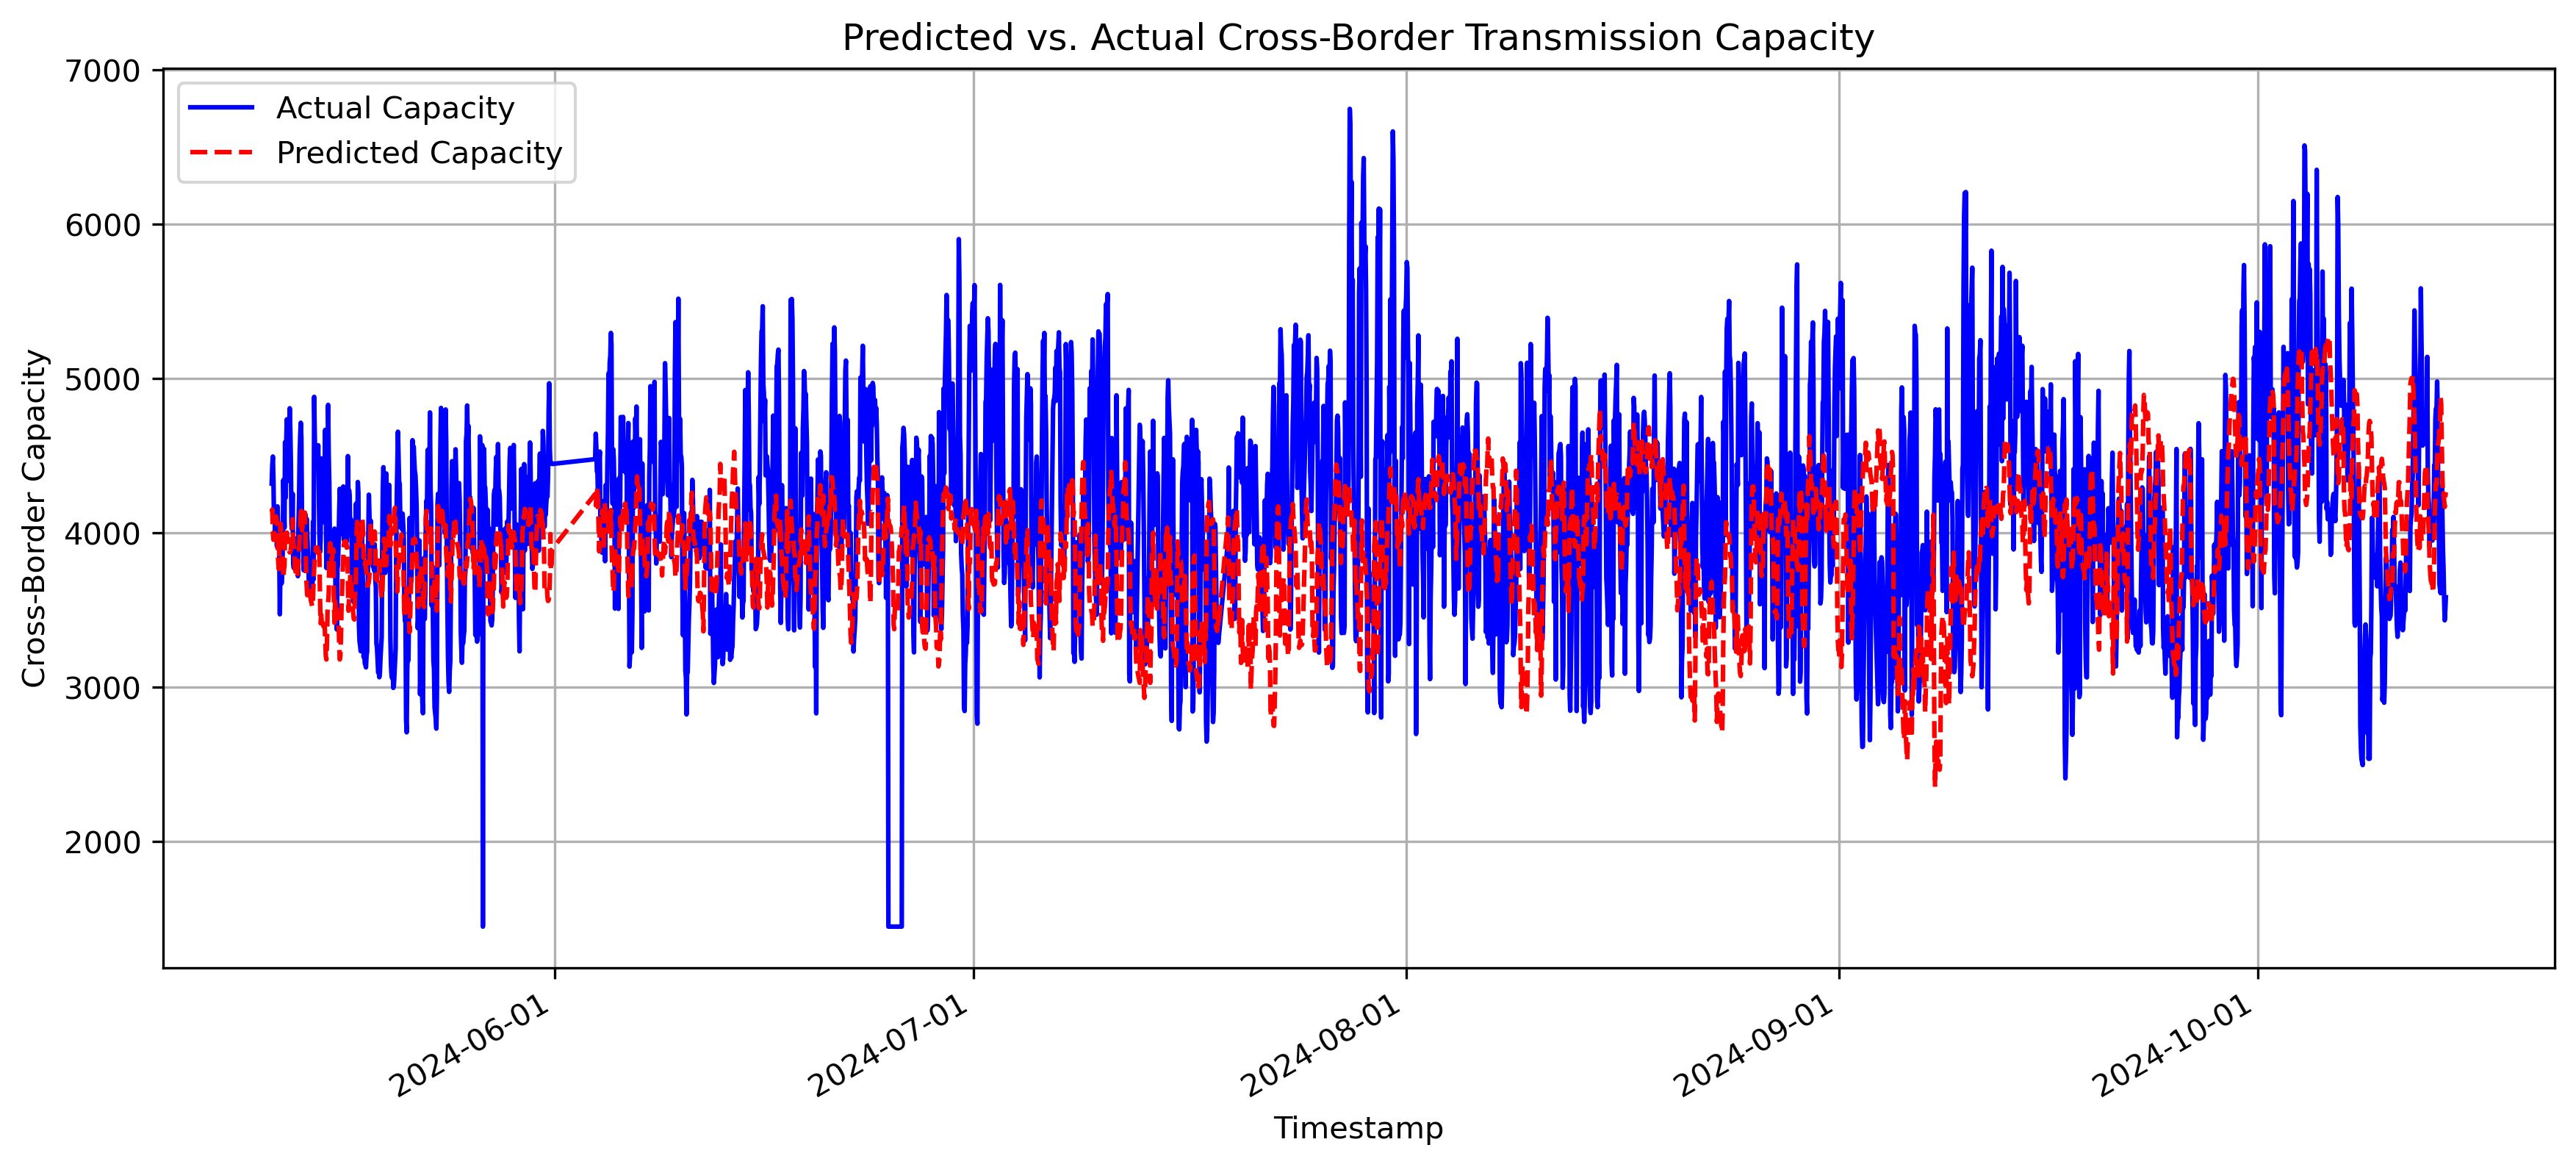 Predicted vs. Actual Cross-Border Transmission Capacity
Actual Capacity
Predicted Capacity
Cross-Border Capacity
7000
6000
5000
4000
3000
2000
2024-06-01
2024-07-01
2024-08-01
2024-09-01
2024-10-01
Timestamp